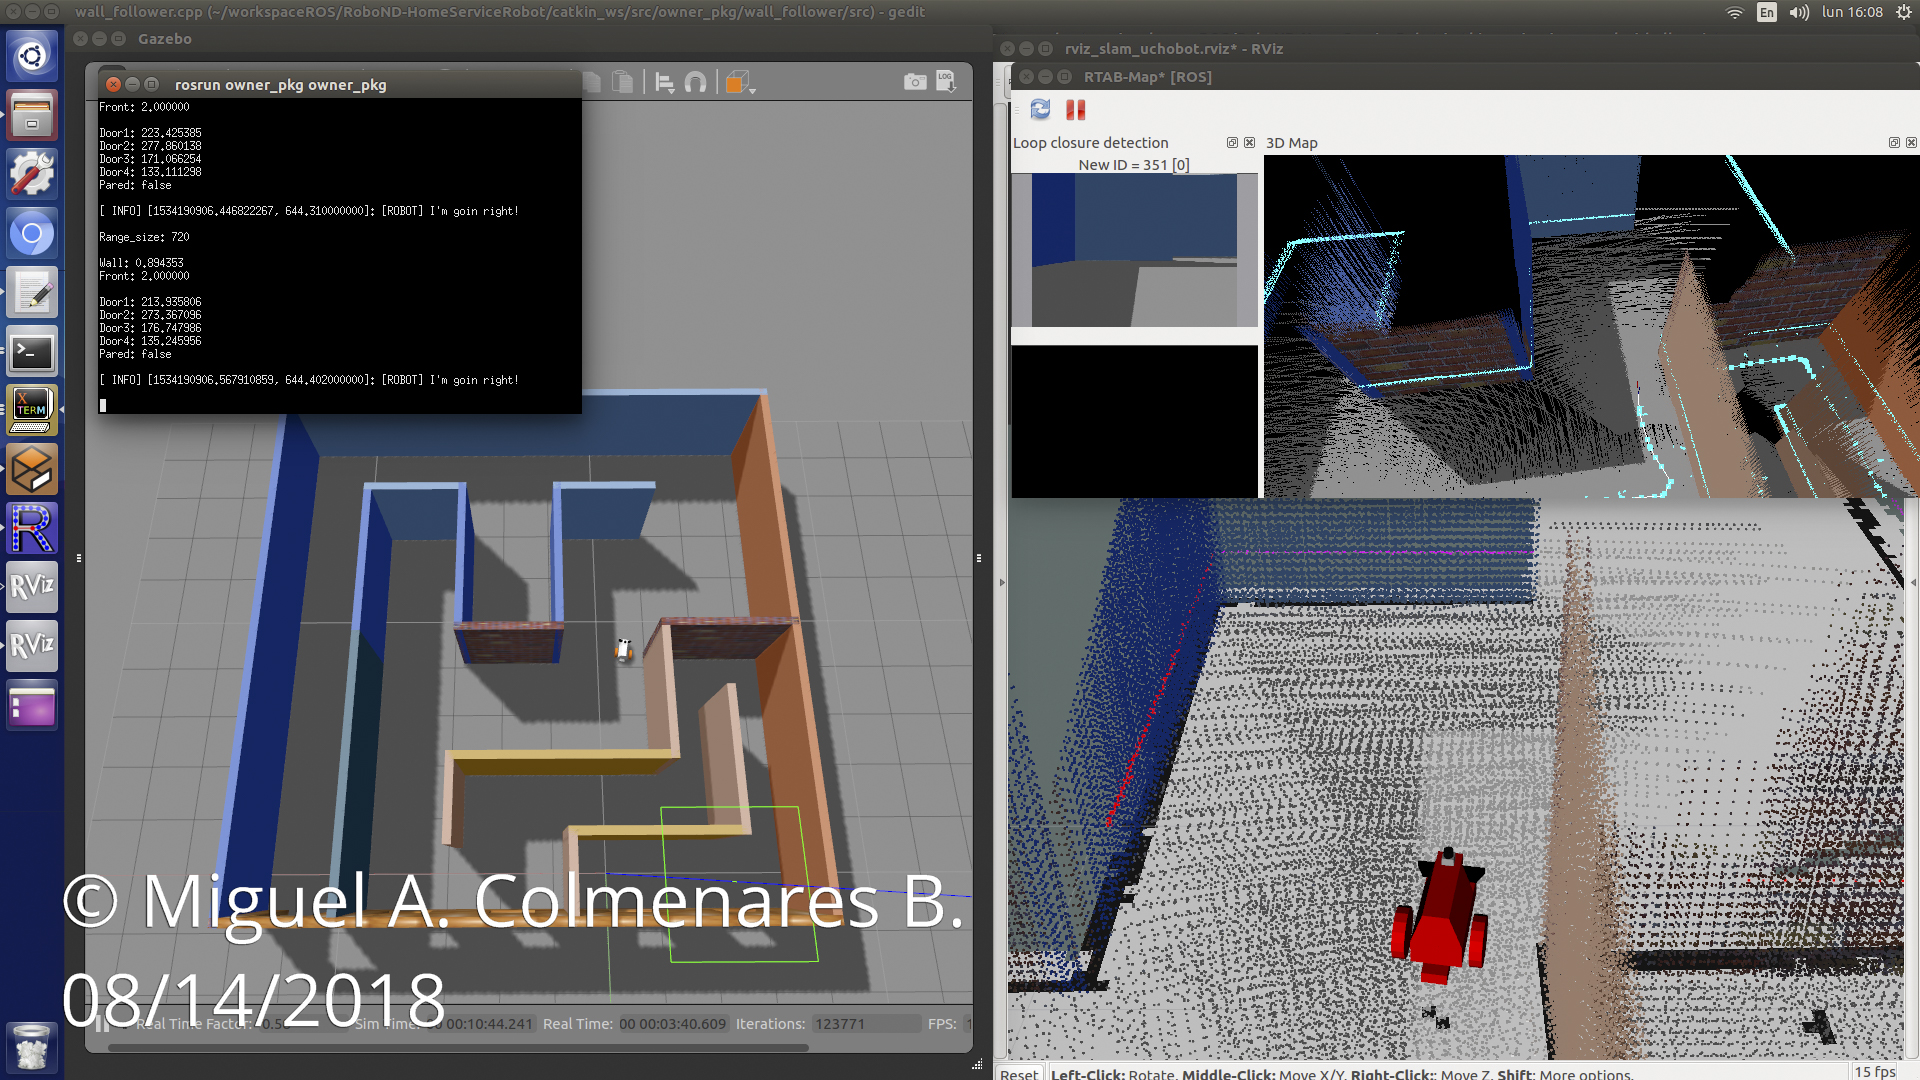 wall_follower.cpp (~/workspaceROS/RoboND-HomeServiceRobot/catkin_ws/src/owner_pkg/wall_follower/src) - gedit
En
lun 16:08
Gazebo
rosrun owner_pkg owner_pkg
LOG
Front: 2.000000
Door1: 223.425385
Door2: 277.860138
Door3: 171.066254
Door4: 133.111298
Pared: false
[ INFO] [1534190906.446822267, 644.310000000]: [ROBOT] I'm goin right!
Range_size: 720
Wall: 0.894353
Front: 2.000000
Door1: 213.935806
Door2: 273.367096
Door3: 176.747986
Door4: 135.245956
Pared: false
[ INFO] [1534190906.567910859, 644.402000000]: [ROBOT] I'm goin right!
X
TERM
R
RViz
RViz
rviz_slam_uchobot.rviz* - RViz
RTAB-Map* [ROS]
Loop closure detection
3D Map
New ID = 351 [0]
© Miguel A. Colmenares B.
08/14/2018
Real Time Factor:
Sim Time: 00:10:44.241
Real Time: 00 00:03:40.609
Iterations: 123771
FPS:
Reset
Left-Click: Rotate. Middle-Click: Move X/Y. Right-Click:: Move Z. Shift: More options.
15 fps